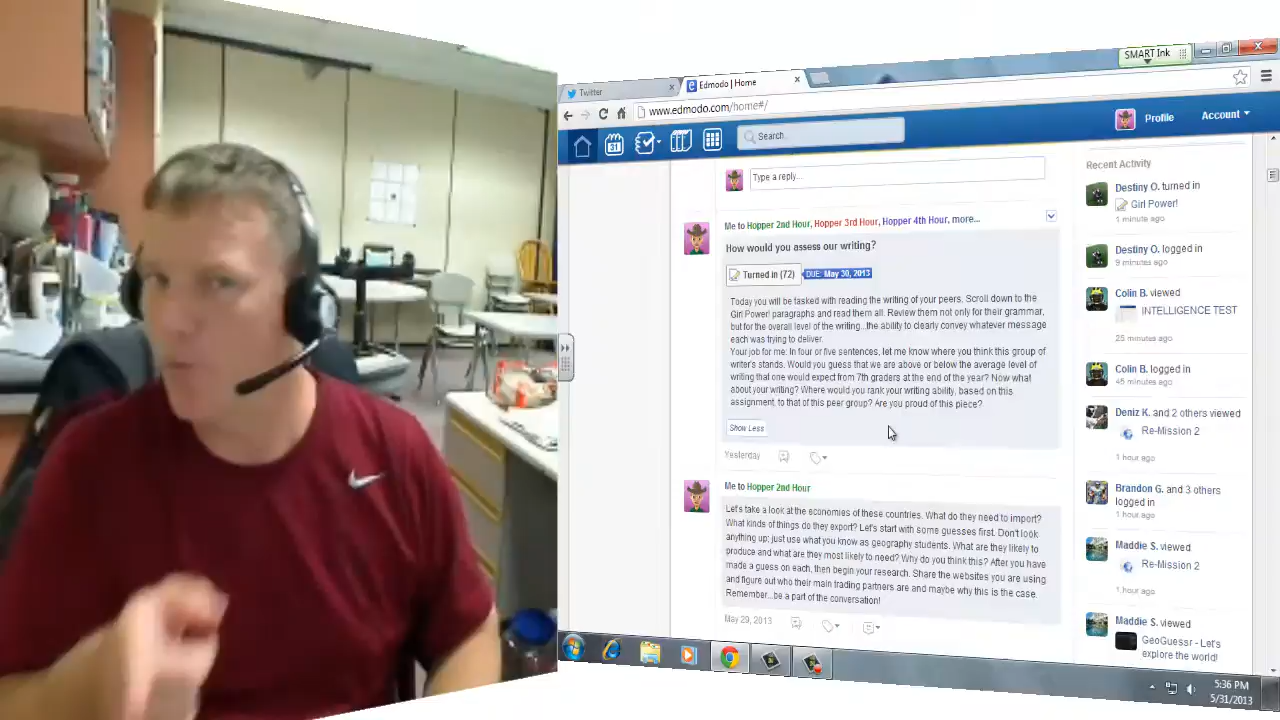 SMART Ink
Twitter
Edmodo | Home
www.edmodo.com/home#/
31
Search...
Profile
Account
Type a reply...
Me to Hopper 2nd Hour, Hopper 3rd Hour, Hopper 4th Hour, more...
How would you assess our writing?
Turned in (72)
DUE: May 30, 2013
Today you will be tasked with reading the writing of your peers. Scroll down to the
Girl Power! paragraphs and read them all. Review them not only for their grammar,
but for the overall level of the writing...the ability to clearly convey whatever message
each was trying to deliver.
Your job for me: In four or five sentences, let me know where you think this group of
writer's stands. Would you guess that we are above or below the average level of
writing that one would expect from 7th graders at the end of the year? Now what
about your writing? Where would you rank your writing ability, based on this
assignment, to that of this peer group? Are you proud of this piece?
Show Less
Yesterday
Me to Hopper 2nd Hour
Let's take a look at the economies of these countries. What do they need to import?
What kinds of things do they export? Let's start with some guesses first. Don't look
anything up: just use what you know as geography students. What are they likely to
produce and what are they most likely to need? Why do you think this? After you have
made a guess on each, then begin your research. Share the websites you are using
and figure out who their main trading partners are and maybe why this is the case.
Remember...be a part of the conversation!
May 29, 2013
Recent Activity
Destiny O. turned in
Girl Power!
1 minute ago
Destiny O. logged in
9 minutes ago
Colin B. viewed
INTELLIGENCE TEST
25 minutes ago
Colin B. logged in
45 minutes ago
Deniz K. and 2 others viewed
Re-Mission 2
1 hour ago
Brandon G. and 3 others
logged in
1 hour ago
Maddie S. viewed
Re-Mission 2
1 hour ago
Maddie S. viewed
GeoGuessr - Let's
explore the world!
5:36 PM
5/31/2013